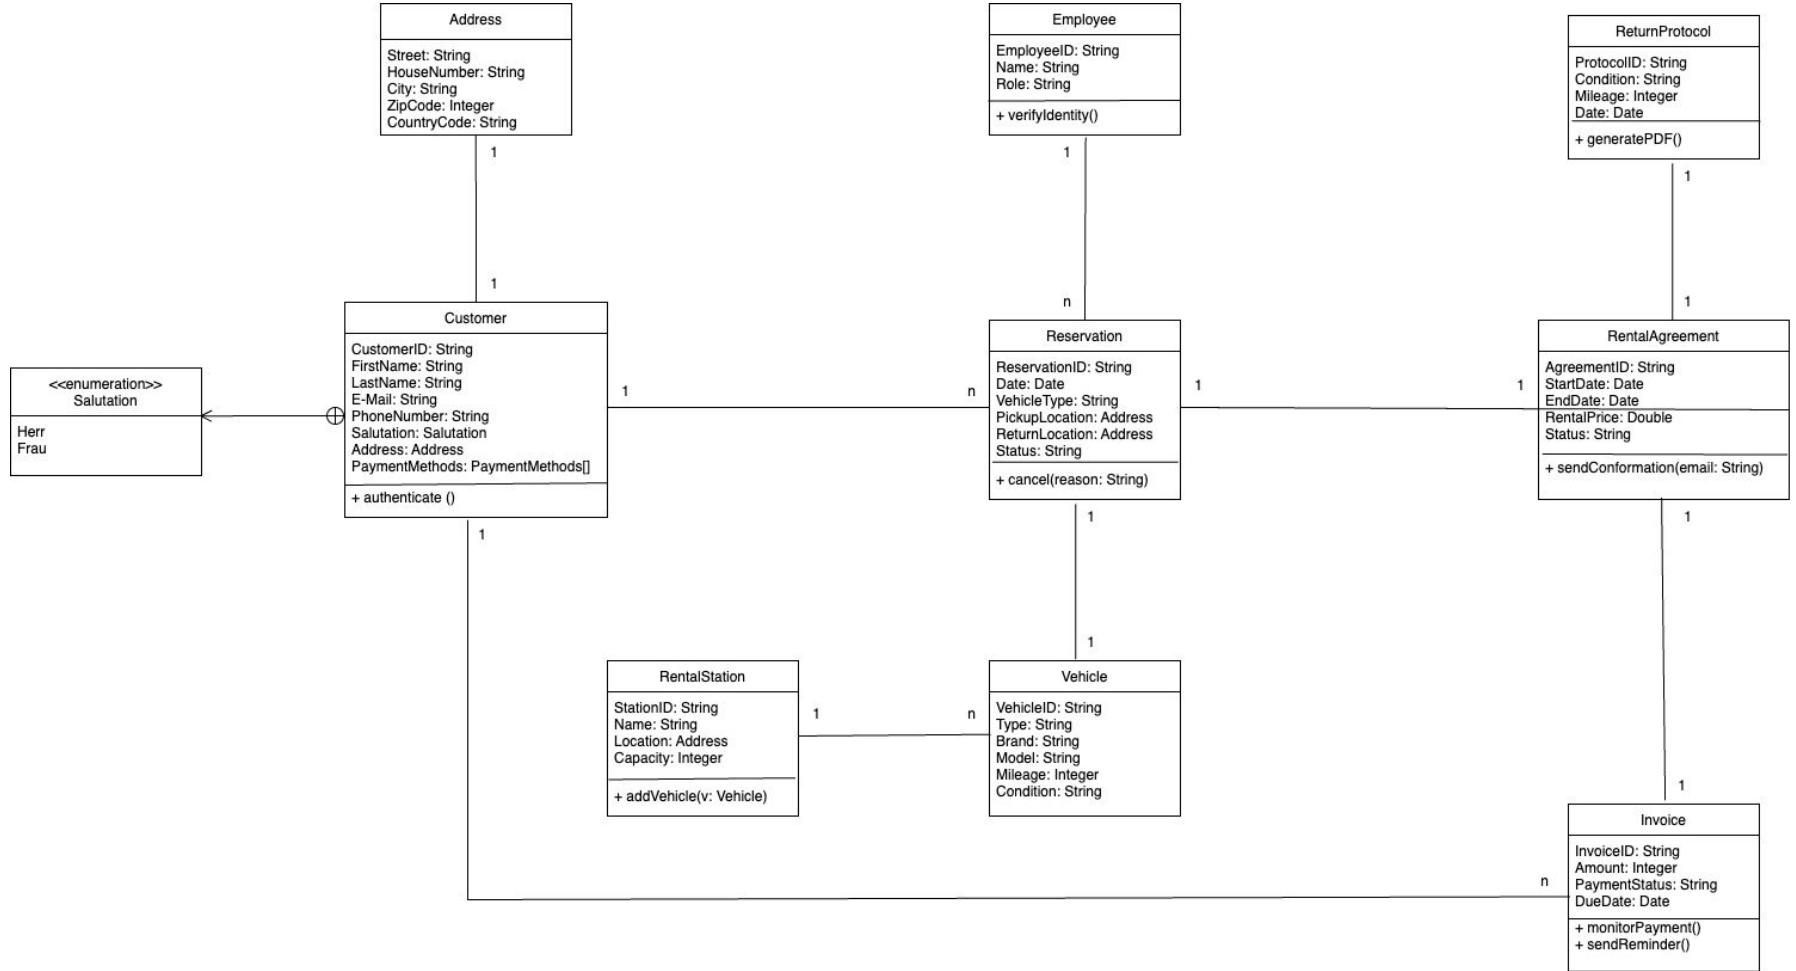 Address
Street: String
HouseNumber: String
City: String
ZipCode: Integer
CountryCode: String
1
1
Employee
EmployeeID: String
Name: String
Role: String
+ verifyIdentity()
1
n
ReturnProtocol
ProtocolID: String
Condition: String
Mileage: Integer
Date: Date
+ generatePDF()
1
1
<<enumeration>>
Salutation
Herr
Frau
Customer
CustomerID: String
FirstName: String
LastName: String
E-Mail: String
PhoneNumber: String
Salutation: Salutation
Address: Address
PaymentMethods: PaymentMethods[]
+ authenticate ()
1
n
1
Reservation
ReservationID: String
Date: Date
VehicleType: String
PickupLocation: Address
ReturnLocation: Address
Status: String
+ cancel(reason: String)
1
1
1
1
RentalAgreement
AgreementID: String
StartDate: Date
EndDate: Date
RentalPrice: Double
Status: String
+ sendConformation(email: String)
1
1
RentalStation
StationID: String
Name: String
Location: Address
Capacity: Integer
+ addVehicle(v: Vehicle)
1
n
Vehicle
VehicleID: String
Type: String
Brand: String
Model: String
Mileage: Integer
Condition: String
Invoice
InvoiceID: String
Amount: Integer
PaymentStatus: String
DueDate: Date
+ monitorPayment()
+ sendReminder()
n